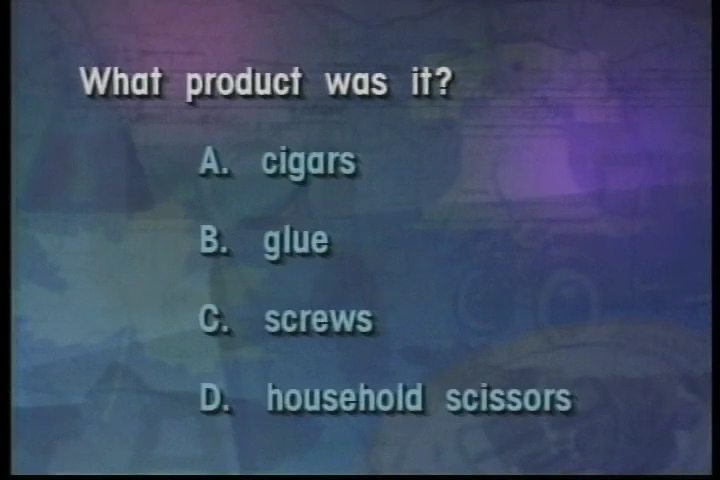 What product was it?
A. cigars
B. glue
C. screws
D. household scissors